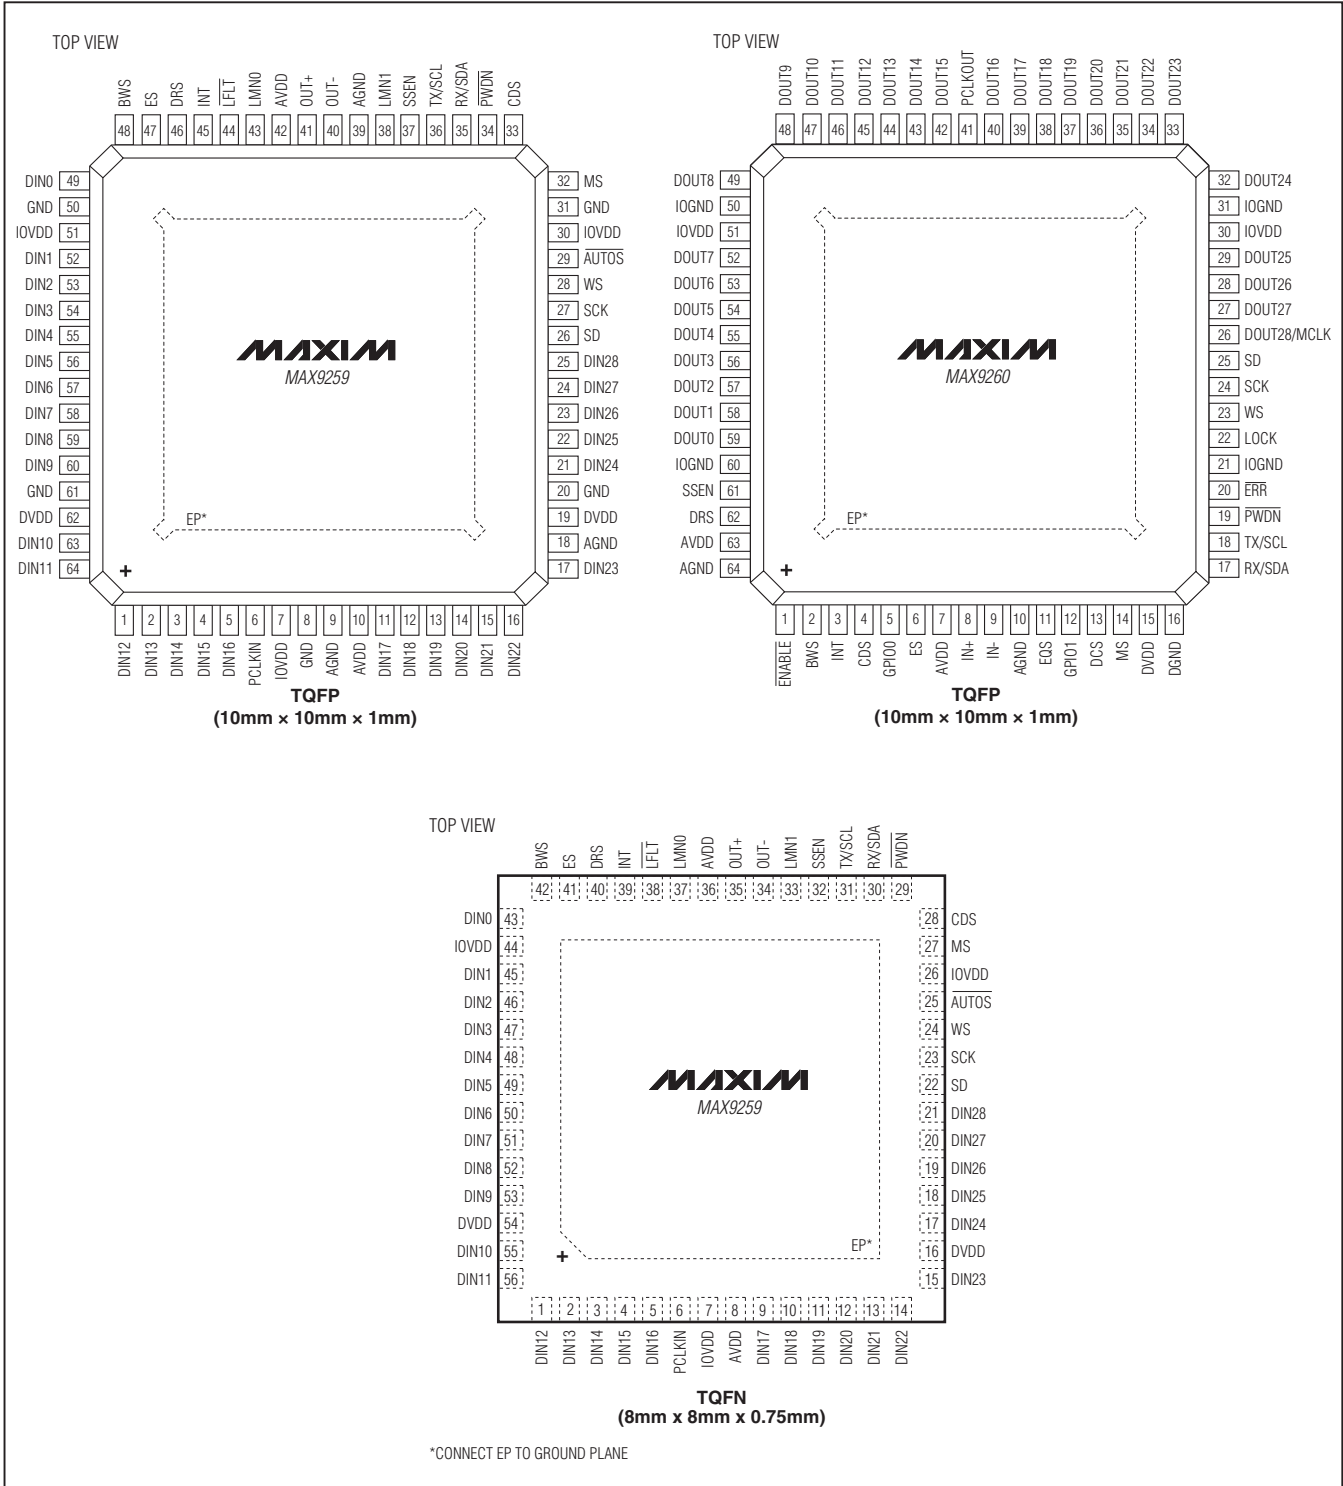 TOP VIEW
BWS ES DRS INT LFLT LMN0 AVDD OUT+ OUT- AGND LMN1 SSEN TX/SCL RX/SDA PWDN CDS
48 47 46 45 44 43 42 41 40 39 38 37 36 35 34 33
DIN0 49 32 MS
GND 50 31 GND
IOVDD 51 30 IOVDD
DIN1 52 29 AUTOS
DIN2 53 28 WS
DIN3 54 27 SCK
DIN4 55 26 SD
DIN5 56 25 DIN28
DIN6 57 24 DIN27
DIN7 58 23 DIN26
DIN8 59 22 DIN25
DIN9 60 21 DIN24
GND 61 20 GND
DVDD 62 19 DVDD
DIN10 63 18 AGND
DIN11 64 17 DIN23
MAXIM
MAX9259
EP*
+
1 2 3 4 5 6 7 8 9 10 11 12 13 14 15 16
DIN12 DIN13 DIN14 DIN15 DIN16 PCLKIN IOVDD GND AGND AVDD DIN17 DIN18 DIN19 DIN20 DIN21 DIN22
TQFP
(10mm × 10mm × 1mm)
TOP VIEW
DOUT9 DOUT10 DOUT11 DOUT12 DOUT13 DOUT14 DOUT15 PCLKOUT DOUT16 DOUT17 DOUT18 DOUT19 DOUT20 DOUT21 DOUT22 DOUT23
48 47 46 45 44 43 42 41 40 39 38 37 36 35 34 33
DOUT8 49 32 DOUT24
IOGND 50 31 IOGND
IOVDD 51 30 IOVDD
DOUT7 52 29 DOUT25
DOUT6 53 28 DOUT26
DOUT5 54 27 DOUT27
DOUT4 55 26 DOUT28/MCLK
DOUT3 56 25 SD
DOUT2 57 24 SCK
DOUT1 58 23 WS
DOUT0 59 22 LOCK
IOGND 60 21 IOGND
SSEN 61 20 ERR
DRS 62 19 PWDN
AVDD 63 18 TX/SCL
AGND 64 17 RX/SDA
MAXIM
MAX9260
EP*
+
1 2 3 4 5 6 7 8 9 10 11 12 13 14 15 16
ENABLE BWS INT CDS GPIO0 ES AVDD IN+ IN- AGND EQS GPIO1 DCS MS DVDD DGND
TQFP
(10mm × 10mm × 1mm)
TOP VIEW
BWS ES DRS INT LFLT LMN0 AVDD OUT+ OUT- LMN1 SSEN TX/SCL RX/SDA PWDN
42 41 40 39 38 37 36 35 34 33 32 31 30 29
DIN0 43 28 CDS
IOVDD 44 27 MS
DIN1 45 26 IOVDD
DIN2 46 25 AUTOS
DIN3 47 24 WS
DIN4 48 23 SCK
DIN5 49 22 SD
DIN6 50 21 DIN28
DIN7 51 20 DIN27
DIN8 52 19 DIN26
DIN9 53 18 DIN25
DVDD 54 17 DIN24
DIN10 55 16 DVDD
DIN11 56 15 DIN23
MAXIM
MAX9259
EP*
+
1 2 3 4 5 6 7 8 9 10 11 12 13 14
DIN12 DIN13 DIN14 DIN15 DIN16 PCLKIN IOVDD AVDD DIN17 DIN18 DIN19 DIN20 DIN21 DIN22
TQFN
(8mm x 8mm x 0.75mm)
*CONNECT EP TO GROUND PLANE